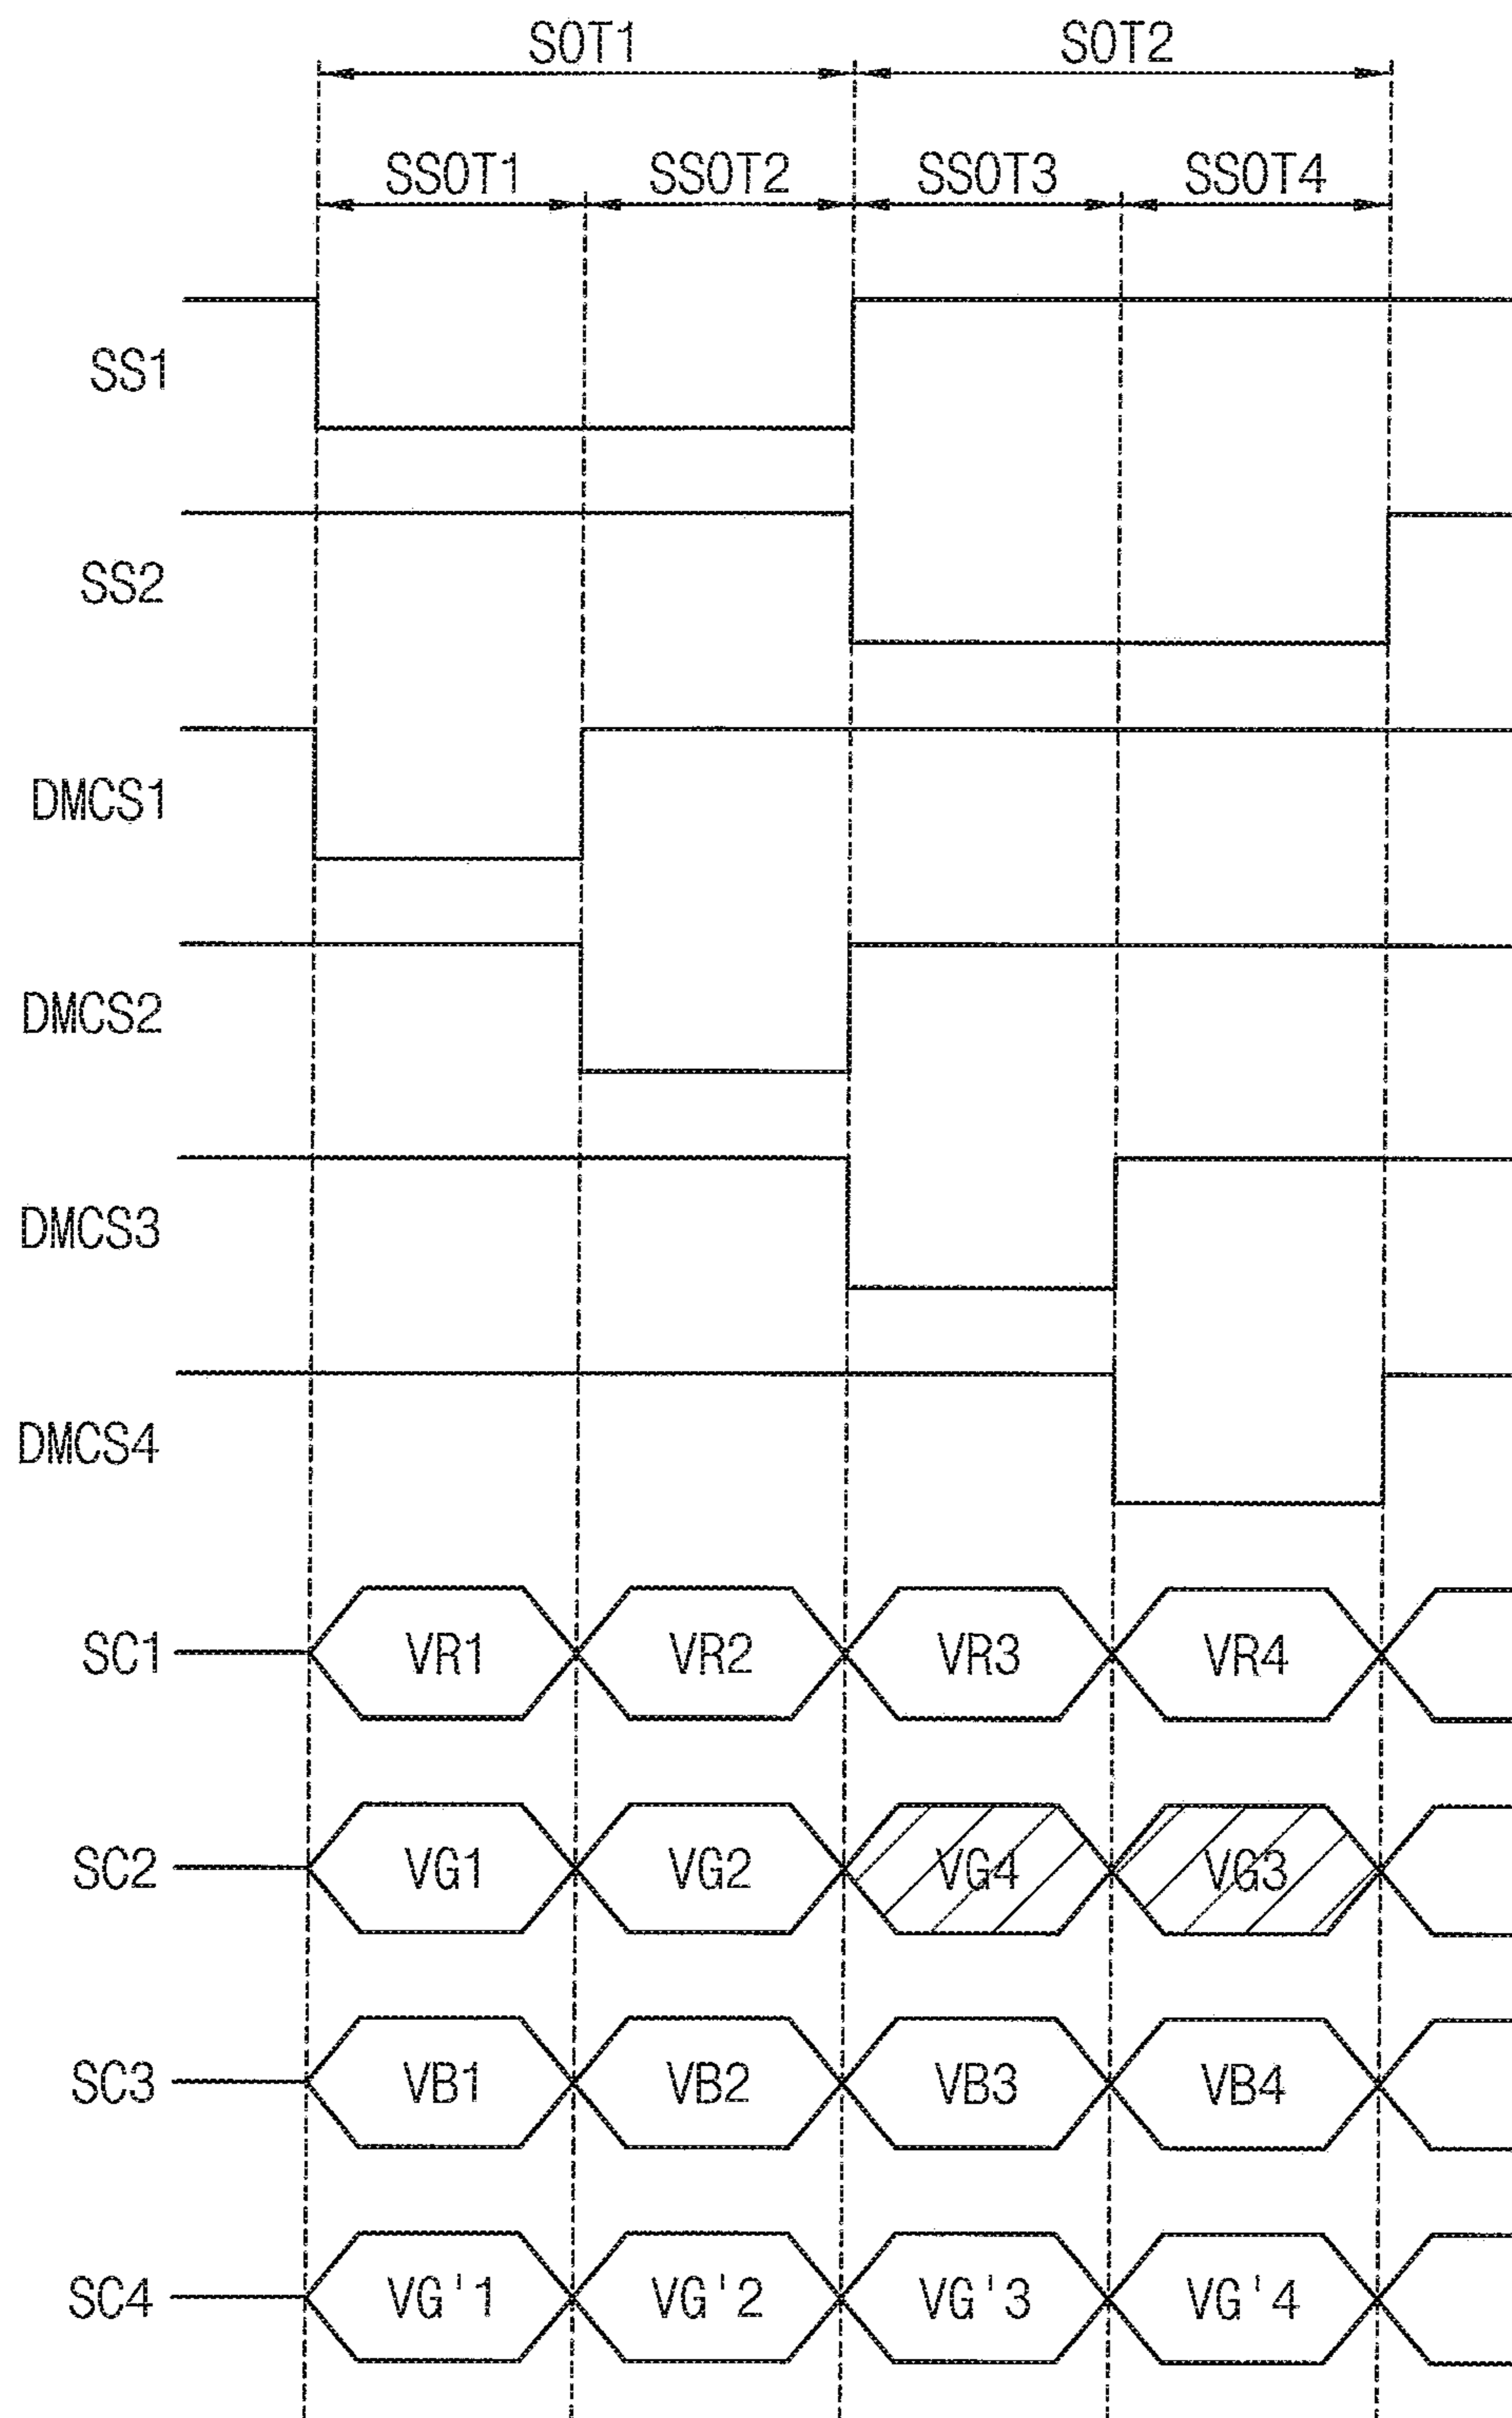 SOT1 SOT2
SSOT1 SSOT2 SSOT3 SSOT4
SS1
SS2
DMCS1
DMCS2
DMCS3
DMCS4
SC1 VR1 VR2 VR3 VR4
SC2 VG1 VG2 VG4 VG3
SC3 VB1 VB2 VB3 VB4
SC4 VG'1 VG'2 VG'3 VG'4